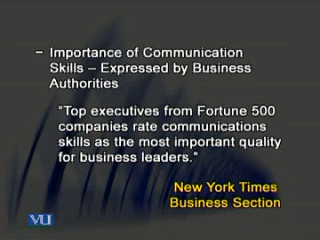 – Importance of Communication
Skills – Expressed by Business
Authorities
"Top executives from Fortune 500
companies rate communications
skills as the most important quality
for business leaders."
New York Times
Business Section
VU